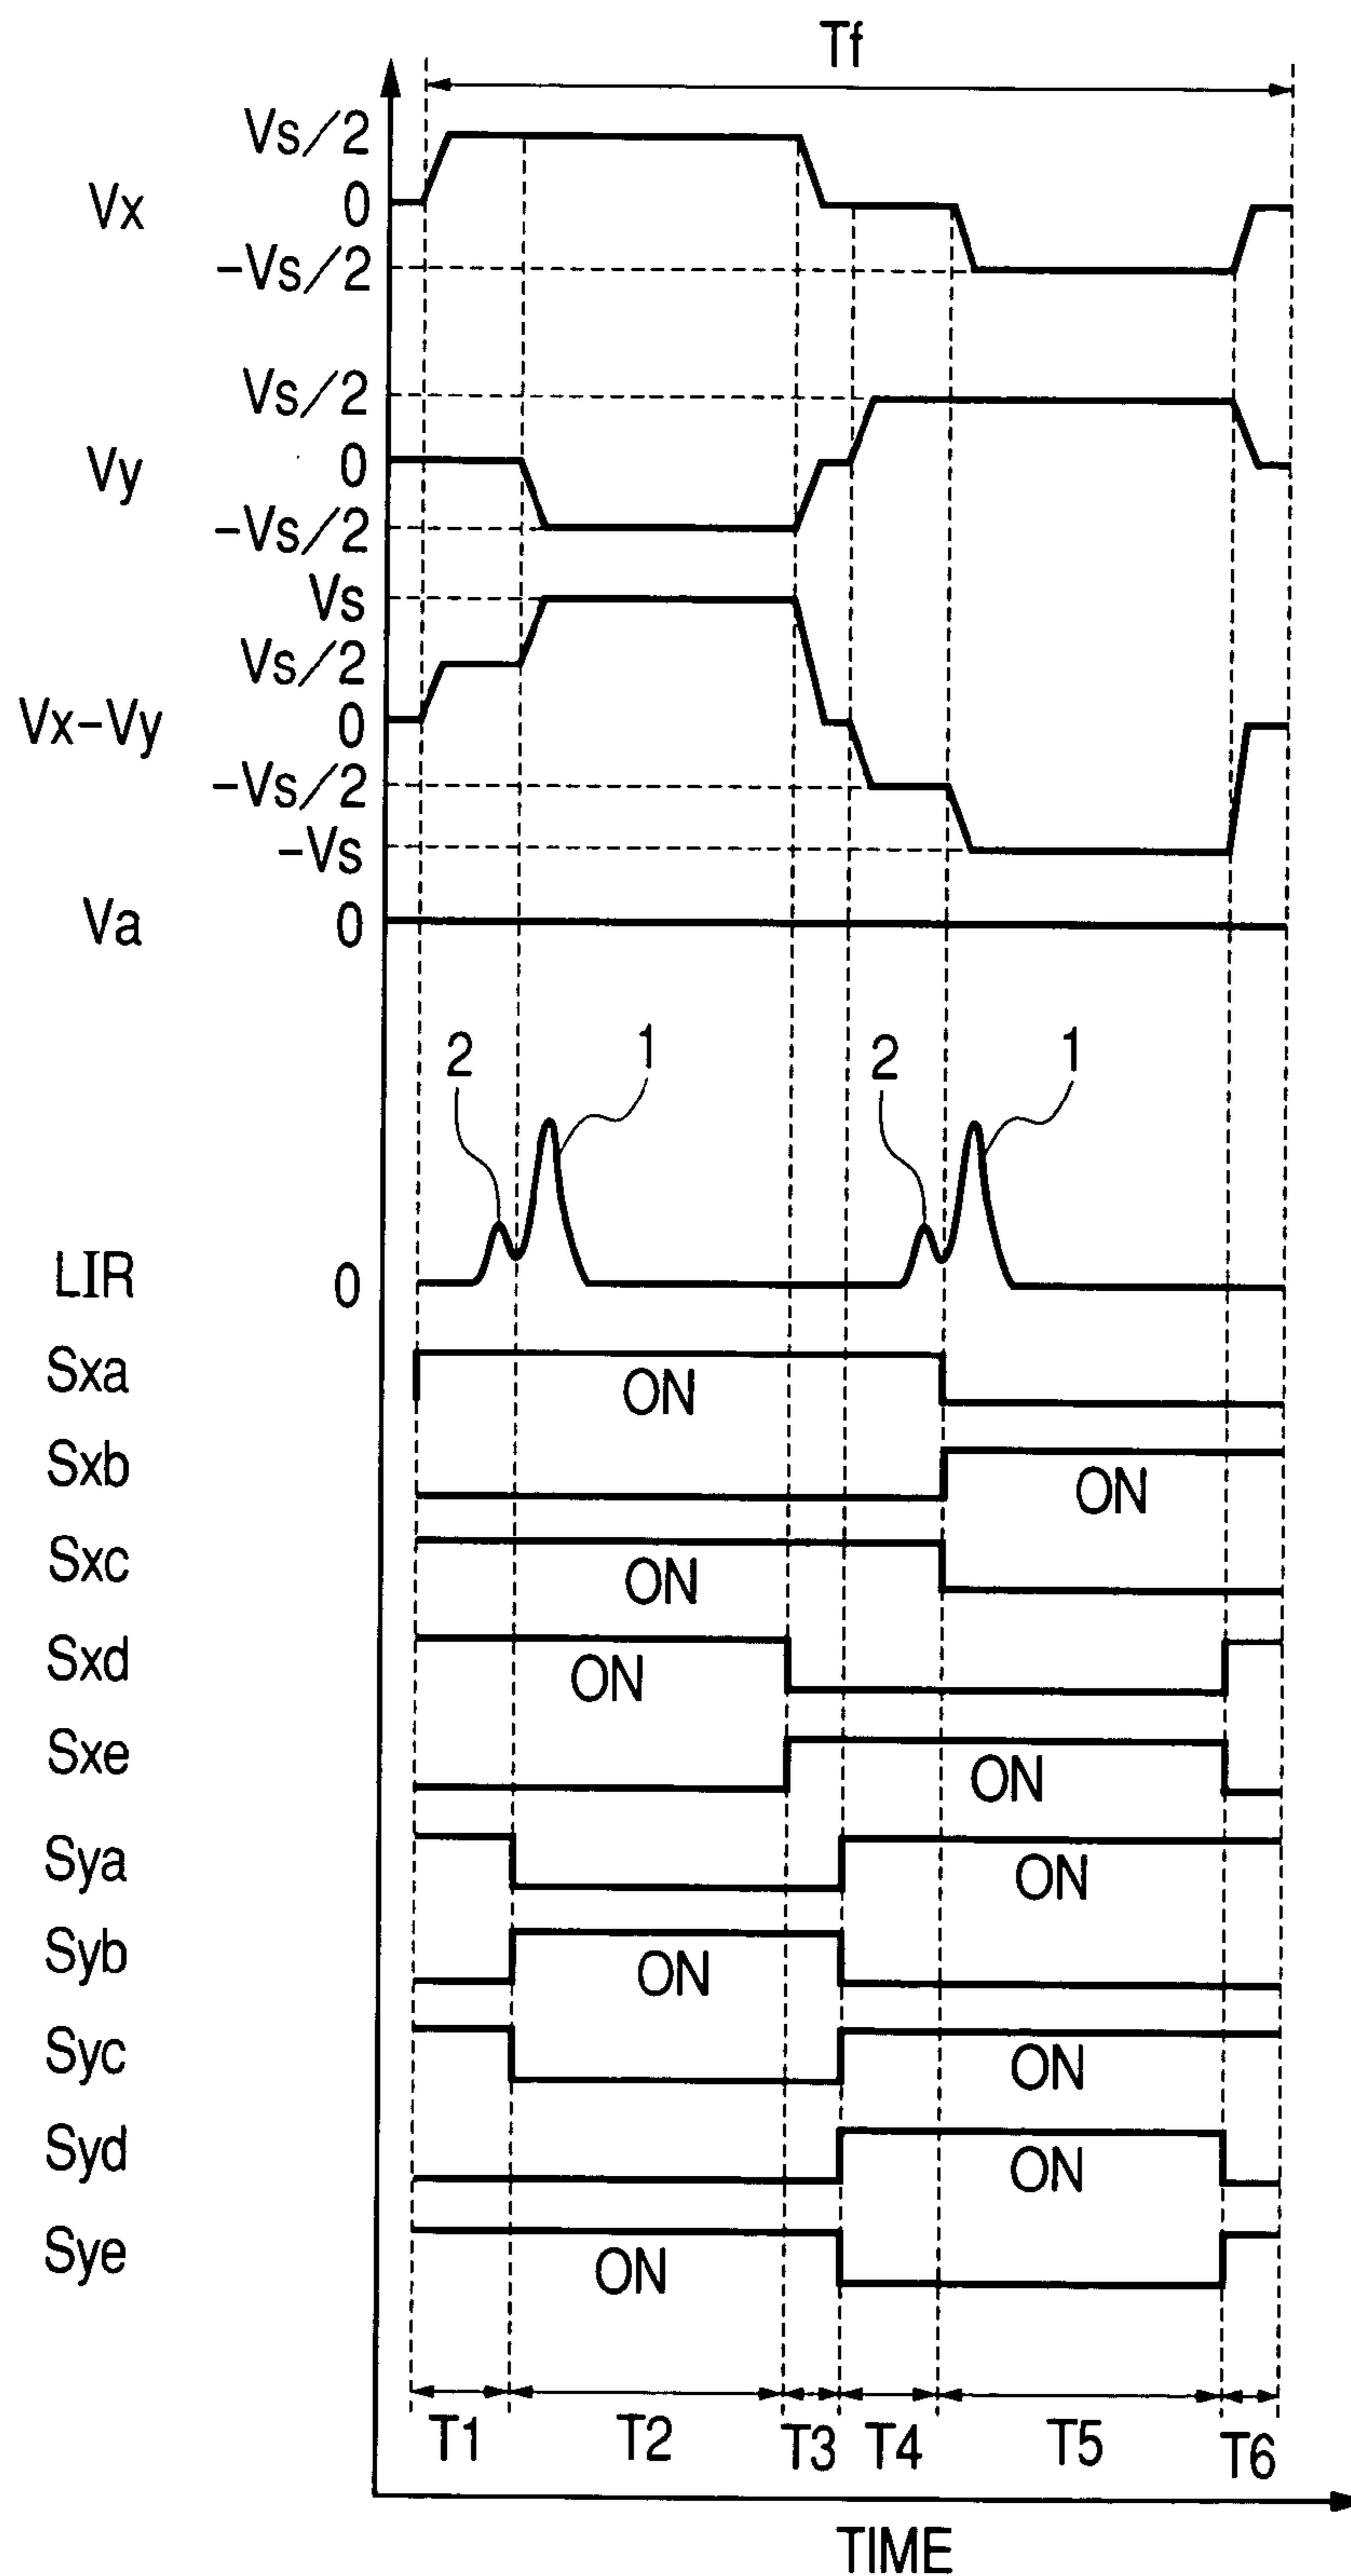 Tf
Vs/2
Vx 0
-Vs/2
Vs/2
Vy 0
-Vs/2
Vs
Vs/2
Vx-Vy 0
-Vs/2
-Vs
Va 0
2 1 2 1
LIR 0
Sxa ON
Sxb ON
Sxc ON
Sxd ON
Sxe ON
Sya ON
Syb ON
Syc ON
Syd ON
Sye ON
T1 T2 T3 T4 T5 T6
TIME